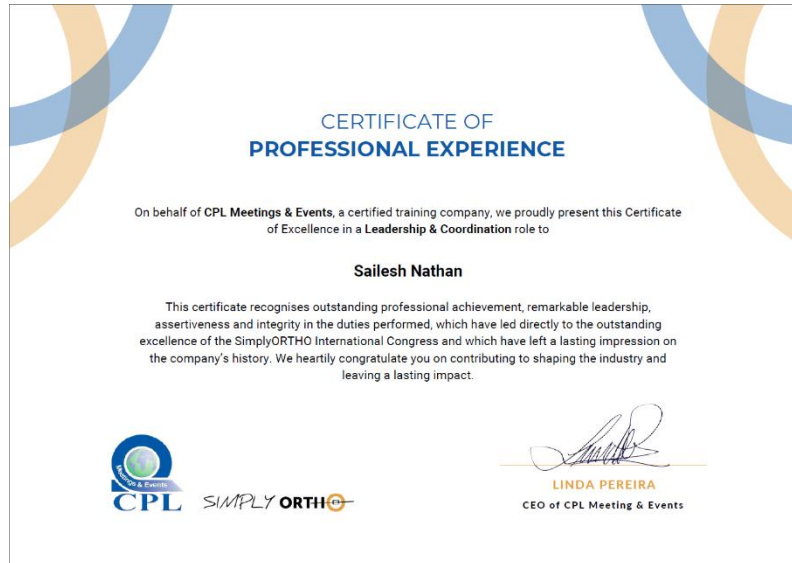 CERTIFICATE OF
PROFESSIONAL EXPERIENCE
On behalf of CPL Meetings & Events, a certified training company, we proudly present this Certificate
of Excellence in a Leadership & Coordination role to
Sailesh Nathan
This certificate recognises outstanding professional achievement, remarkable leadership,
assertiveness and integrity in the duties performed, which have led directly to the outstanding
excellence of the SimplyORTHO International Congress and which have left a lasting impression on
the company's history. We heartily congratulate you on contributing to shaping the industry and
leaving a lasting impact.
Meetings & Events
CPL
SIMPLY ORTHO
LINDA PEREIRA
CEO of CPL Meeting & Events